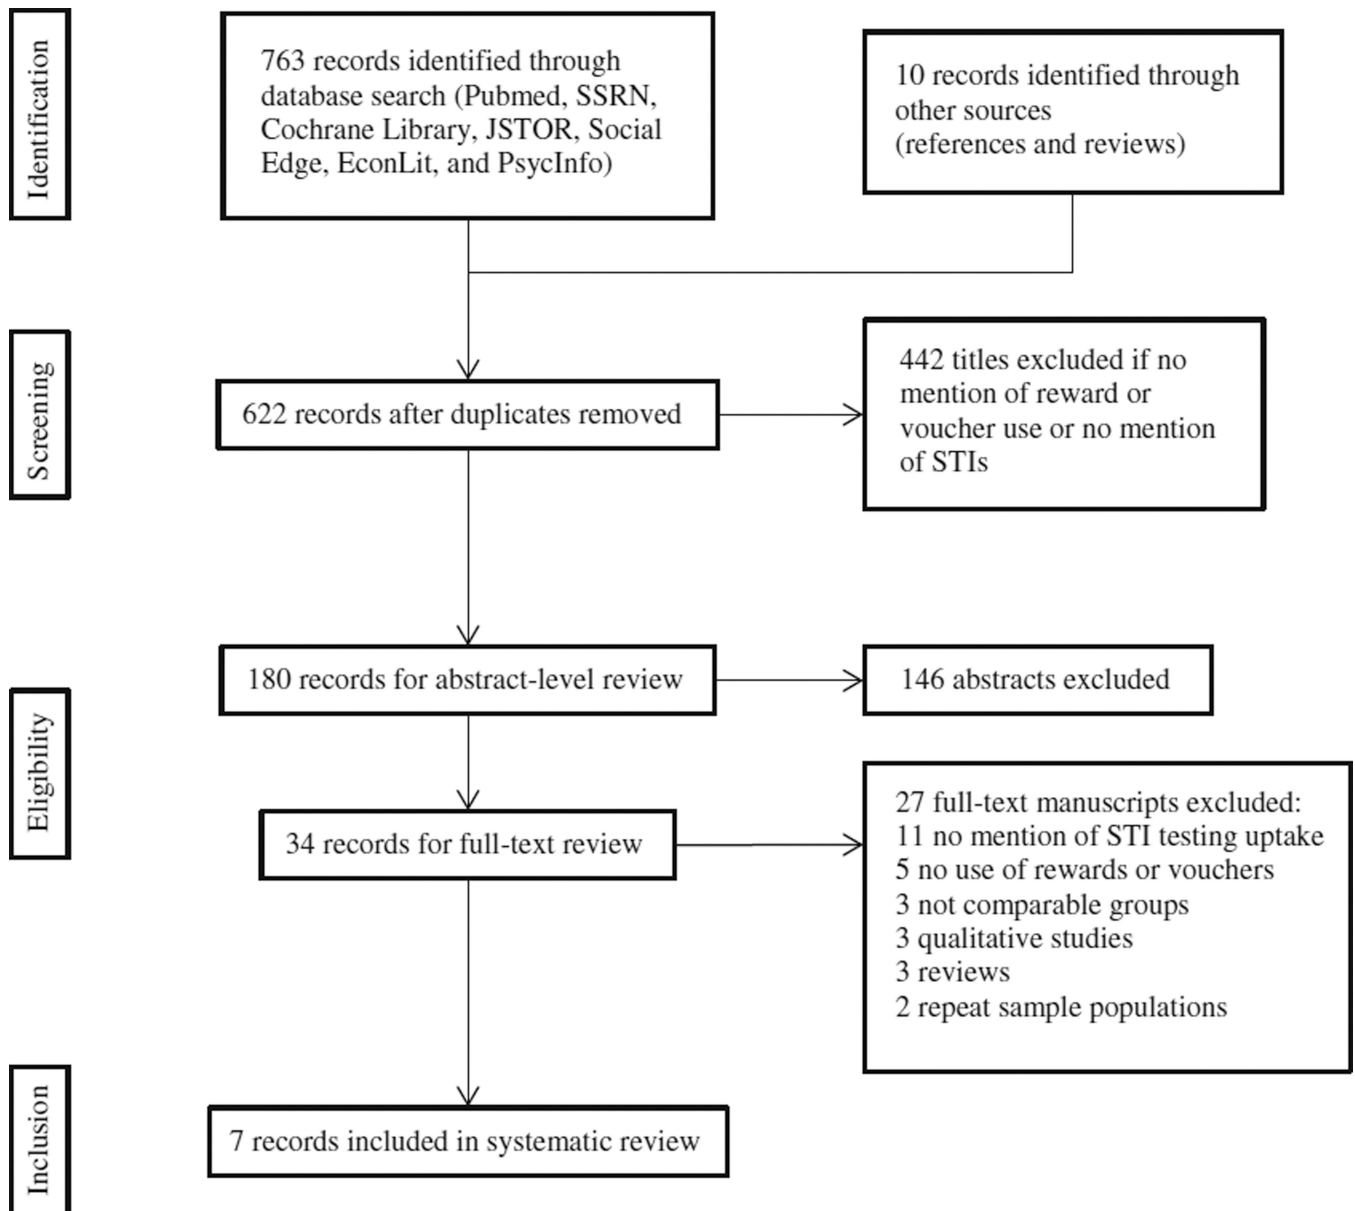 Identification
763 records identified through
database search (Pubmed, SSRN,
Cochrane Library, JSTOR, Social
Edge, EconLit, and PsycInfo)
10 records identified through
other sources
(references and reviews)
Screening
622 records after duplicates removed
442 titles excluded if no
mention of reward or
voucher use or no mention
of STIs
Eligibility
180 records for abstract-level review
146 abstracts excluded
34 records for full-text review
27 full-text manuscripts excluded:
11 no mention of STI testing uptake
5 no use of rewards or vouchers
3 not comparable groups
3 qualitative studies
3 reviews
2 repeat sample populations
Inclusion
7 records included in systematic review